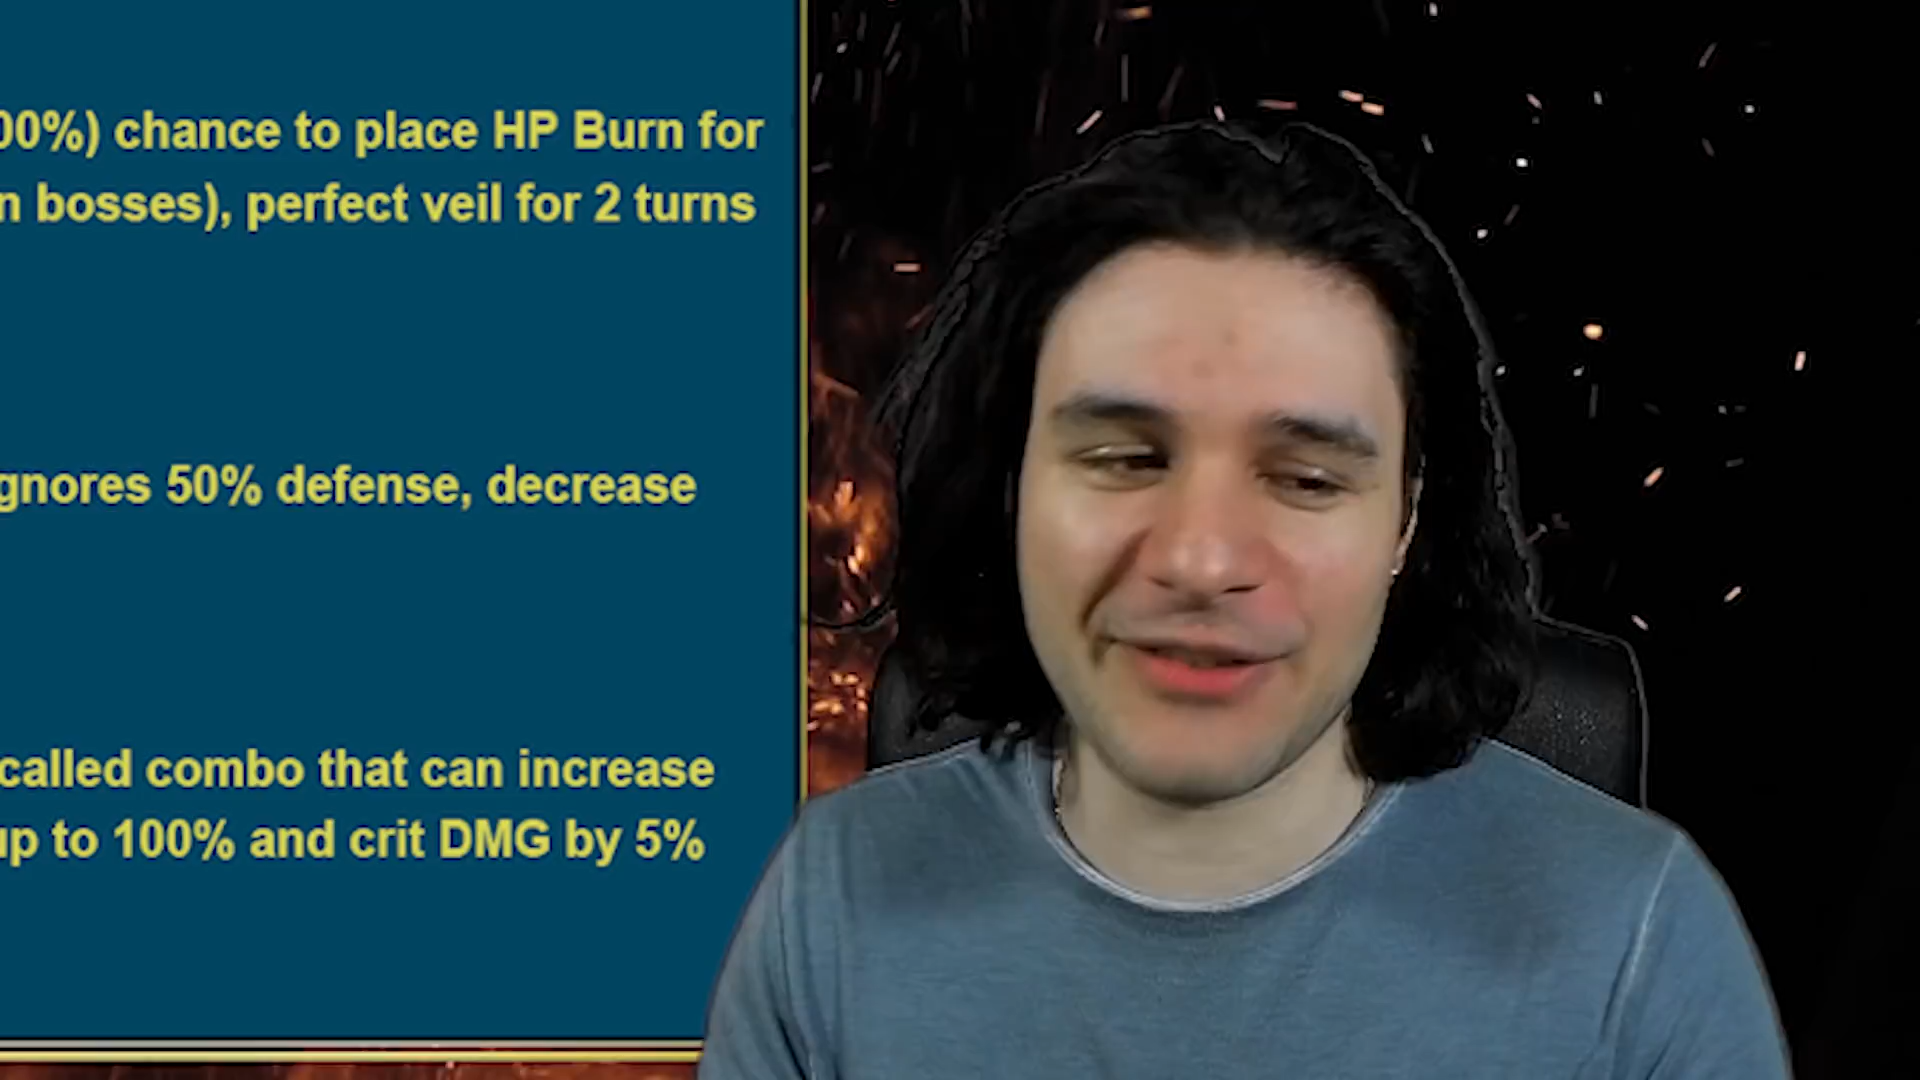 00%) chance to place HP Burn for
n bosses), perfect veil for 2 turns
gnores 50% defense, decrease
called combo that can increase
up to 100% and crit DMG by 5%